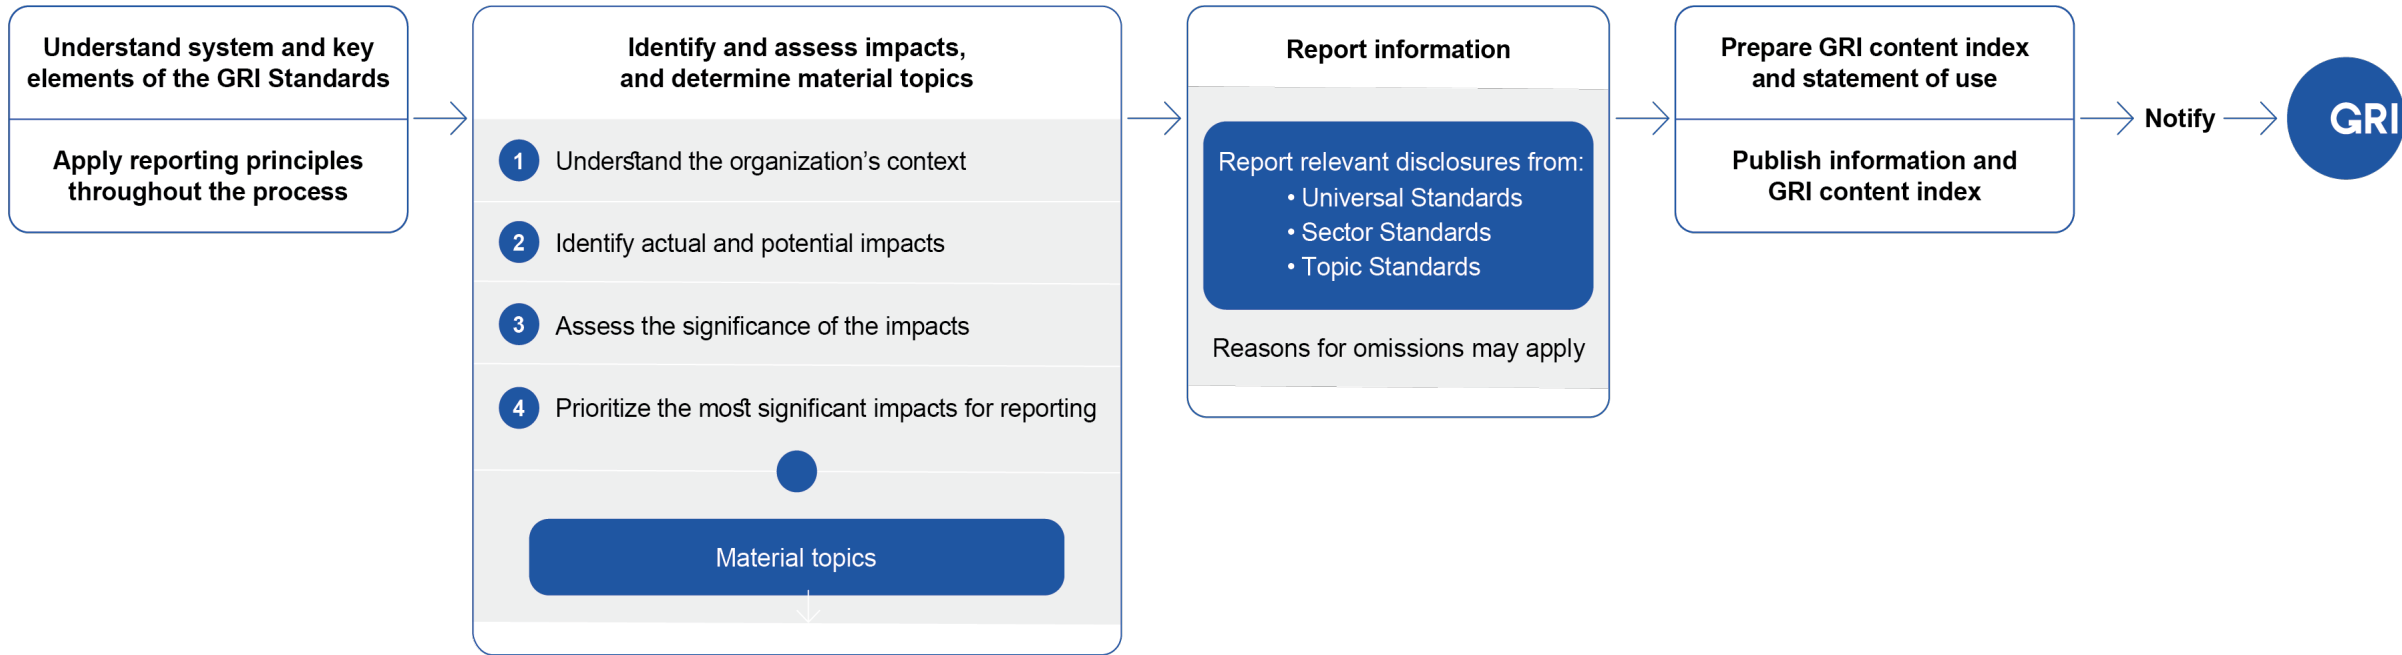 Understand system and key
elements of the GRI Standards
Apply reporting principles
throughout the process
Identify and assess impacts,
and determine material topics
1 Understand the organization’s context
2 Identify actual and potential impacts
3 Assess the significance of the impacts
4 Prioritize the most significant impacts for reporting
Material topics
Report information
Report relevant disclosures from:
• Universal Standards
• Sector Standards
• Topic Standards
Reasons for omissions may apply
Prepare GRI content index
and statement of use
Publish information and
GRI content index
Notify
GRI